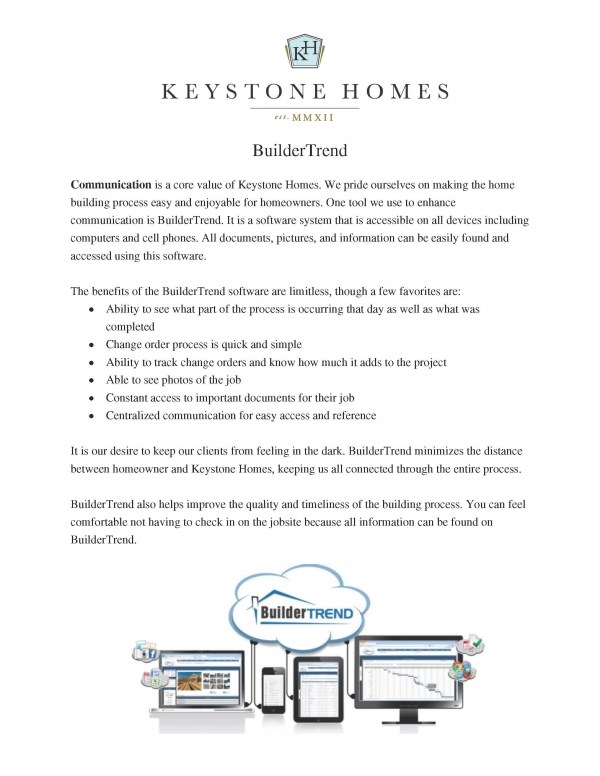 KH
KEYSTONE HOMES
est. MMXII
BuilderTrend
Communication is a core value of Keystone Homes. We pride ourselves on making the home
building process easy and enjoyable for homeowners. One tool we use to enhance
communication is BuilderTrend. It is a software system that is accessible on all devices including
computers and cell phones. All documents, pictures, and information can be easily found and
accessed using this software.
The benefits of the BuilderTrend software are limitless, though a few favorites are:
• Ability to see what part of the process is occurring that day as well as what was
completed
• Change order process is quick and simple
• Ability to track change orders and know how much it adds to the project
• Able to see photos of the job
• Constant access to important documents for their job
• Centralized communication for easy access and reference
It is our desire to keep our clients from feeling in the dark. BuilderTrend minimizes the distance
between homeowner and Keystone Homes, keeping us all connected through the entire process.
BuilderTrend also helps improve the quality and timeliness of the building process. You can feel
comfortable not having to check in on the jobsite because all information can be found on
BuilderTrend.
BuilderTREND